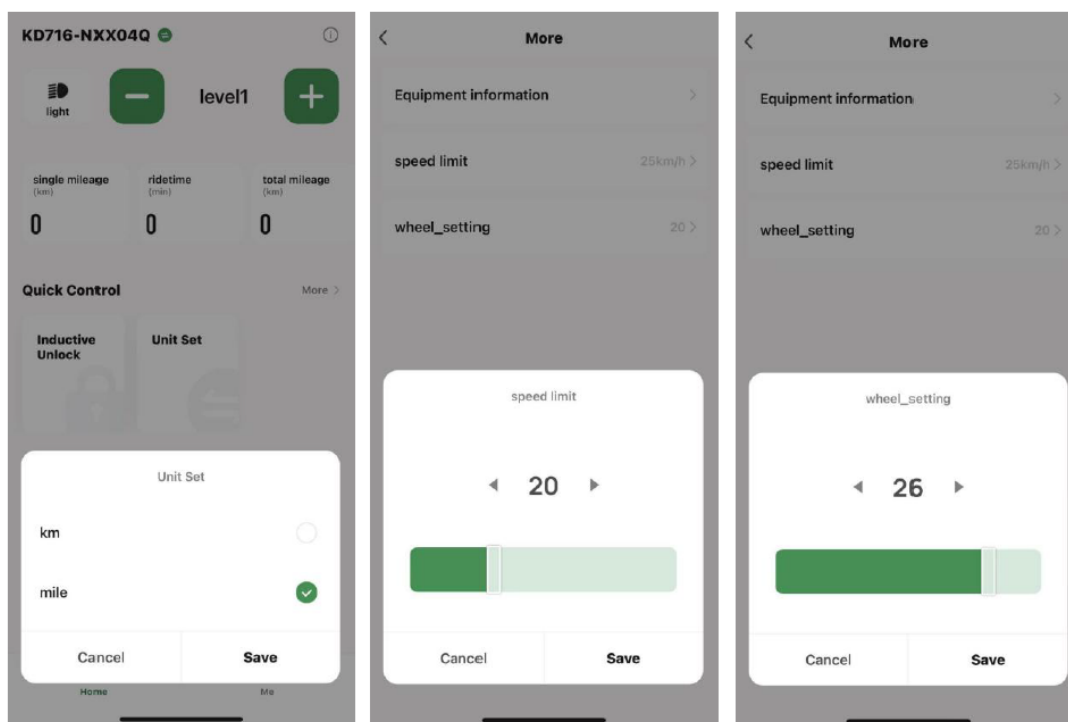 KD716-NXX04Q
light
level1
single mileage
(km)
0
ridetime
(min)
0
total mileage
(km)
0
Quick Control
More >
Inductive
Unlock
Unit Set
Unit Set
km
mile
Cancel
Save
Home
Me
More
Equipment information
speed limit
25km/h >
wheel_setting
20 >
speed limit
20
Cancel
Save
More
Equipment information
speed limit
25km/h >
wheel_setting
20 >
wheel_setting
26
Cancel
Save